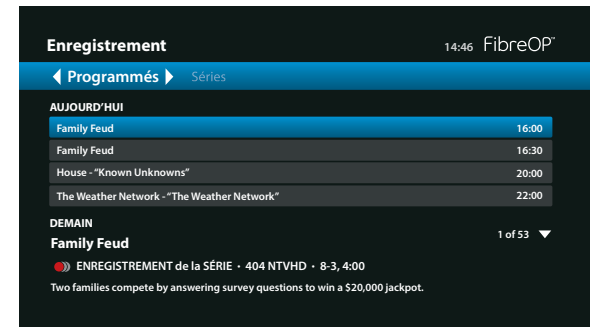 Enregistrement 14:46 FibreOP™
Programmés Séries
AUJOURD'HUI
Family Feud 16:00
Family Feud 16:30
House - “Known Unknowns” 20:00
The Weather Network - “The Weather Network” 22:00
DEMAIN
1 of 53
Family Feud
ENREGISTREMENT de la SÉRIE • 404 NTVHD • 8-3, 4:00
Two families compete by answering survey questions to win a $20,000 jackpot.